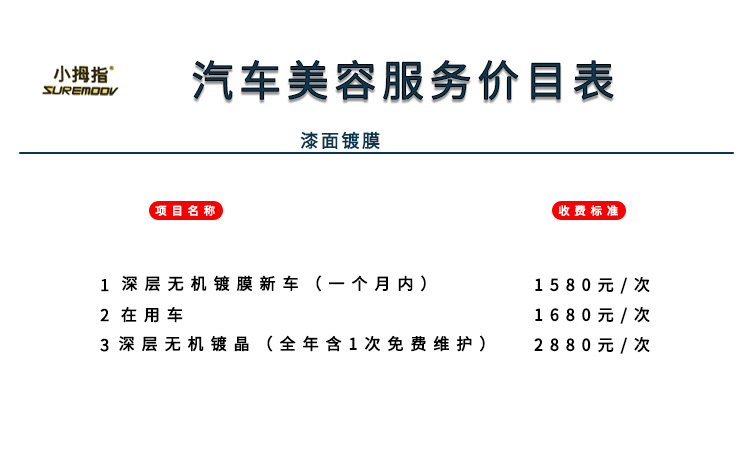 小拇指®
SUREMOOV
汽车美容服务价目表
漆面镀膜
项目名称 收费标准
1 深层无机镀膜新车（一个月内） 1580元/次
2 在用车 1680元/次
3 深层无机镀晶（全年含1次免费维护） 2880元/次